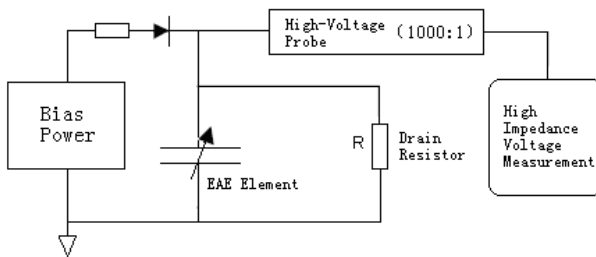 High-Voltage
Probe (1000:1)
Bias
Power
High
Impedance
Voltage
Measurement
R
Drain
Resistor
EAE Element